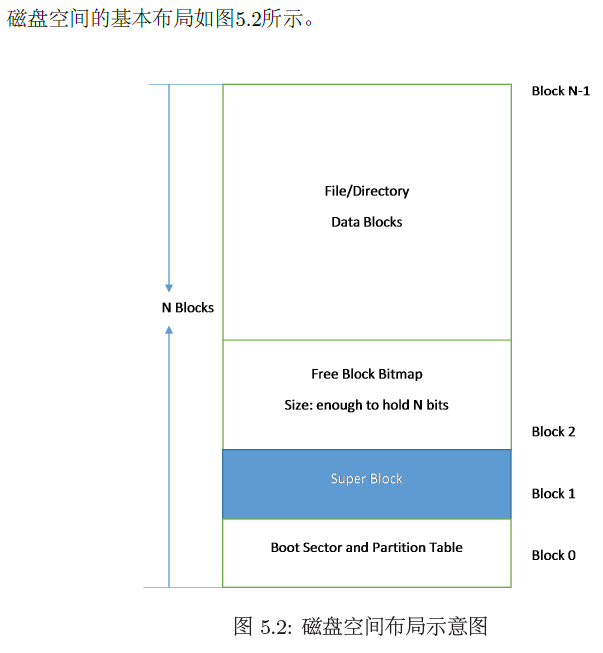 磁盘空间的基本布局如图5.2所示。
Block N-1
File/Directory
Data Blocks
N Blocks
Free Block Bitmap
Size: enough to hold N bits
Block 2
Super Block
Block 1
Boot Sector and Partition Table
Block 0
图 5.2: 磁盘空间布局示意图